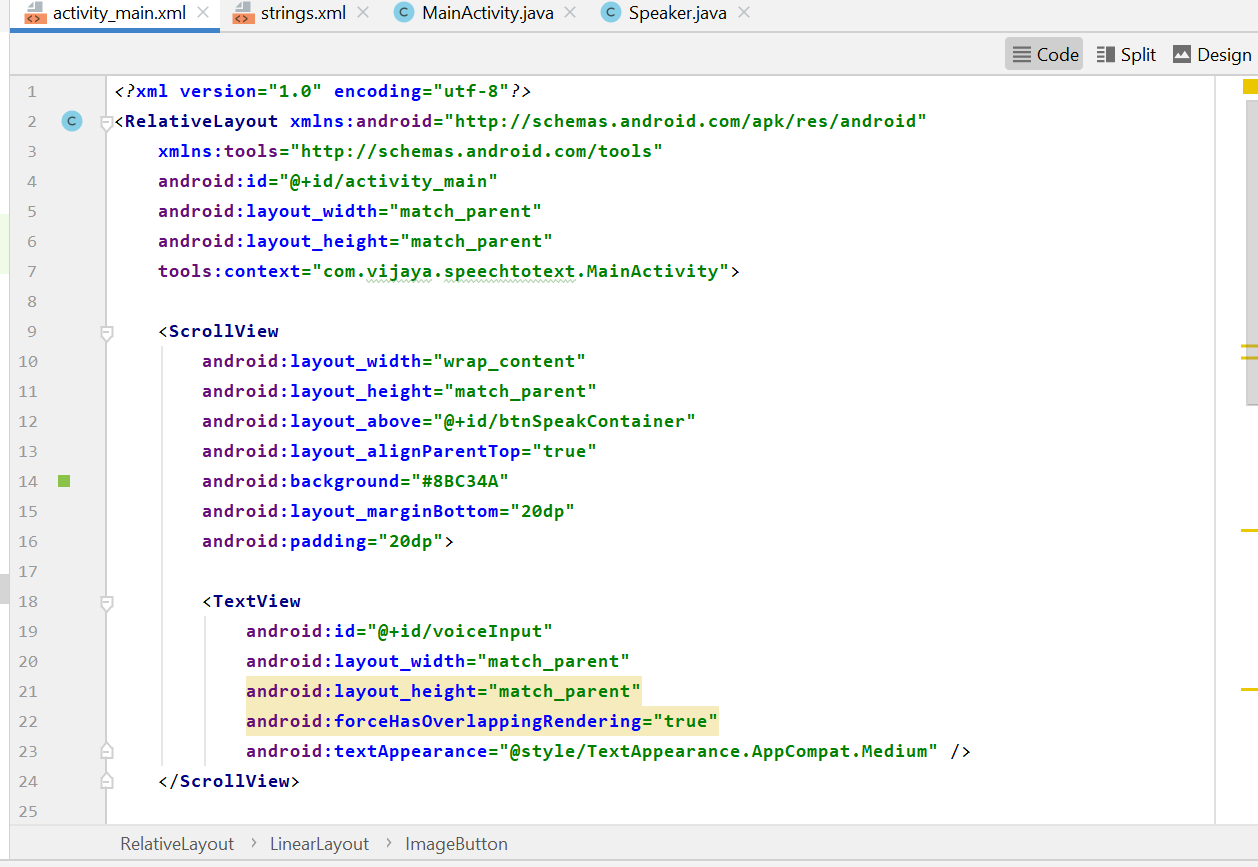 activity_main.xml strings.xml MainActivity.java Speaker.java
Code Split Design
1 <?xml version="1.0" encoding="utf-8"?>
2 <RelativeLayout xmlns:android="http://schemas.android.com/apk/res/android"
3 xmlns:tools="http://schemas.android.com/tools"
4 android:id="@+id/activity_main"
5 android:layout_width="match_parent"
6 android:layout_height="match_parent"
7 tools:context="com.vijaya.speechtotext.MainActivity">
8
9 <ScrollView
10 android:layout_width="wrap_content"
11 android:layout_height="match_parent"
12 android:layout_above="@+id/btnSpeakContainer"
13 android:layout_alignParentTop="true"
14 android:background="#8BC34A"
15 android:layout_marginBottom="20dp"
16 android:padding="20dp">
17
18 <TextView
19 android:id="@+id/voiceInput"
20 android:layout_width="match_parent"
21 android:layout_height="match_parent"
22 android:forceHasOverlappingRendering="true"
23 android:textAppearance="@style/TextAppearance.AppCompat.Medium" />
24 </ScrollView>
25
RelativeLayout › LinearLayout › ImageButton